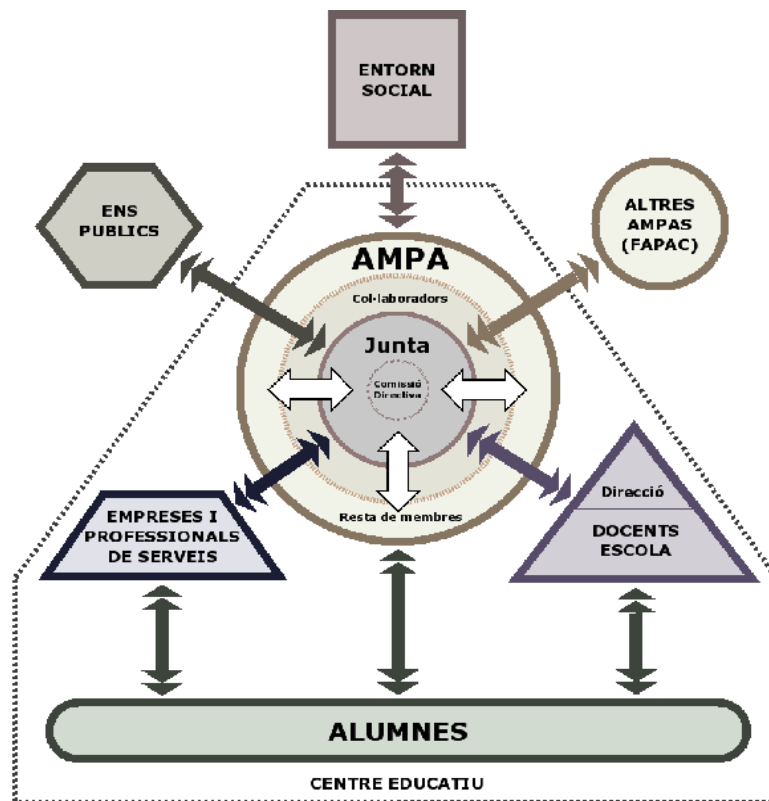 ENTORN
SOCIAL
ENS
PUBLICS
ALTRES
AMPAS
(FAPAC)
AMPA
Col·laboradors
Junta
Comissió
Directiva
Resta de membres
EMPRESES I
PROFESSIONALS
DE SERVEIS
Direcció
DOCENTS
ESCOLA
ALUMNES
CENTRE EDUCATIU